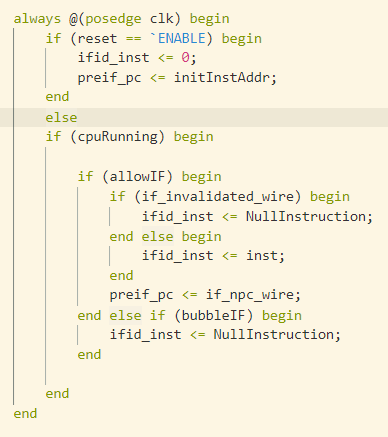 always @(posedge clk) begin
    if (reset == `ENABLE) begin
        ifid_inst <= 0;
        preif_pc <= initInstAddr;
    end
    else
    if (cpuRunning) begin

        if (allowIF) begin
            if (if_invalidated_wire) begin
                ifid_inst <= NullInstruction;
            end else begin
                ifid_inst <= inst;
            end
            preif_pc <= if_npc_wire;
        end else if (bubbleIF) begin
            ifid_inst <= NullInstruction;
        end

    end
end